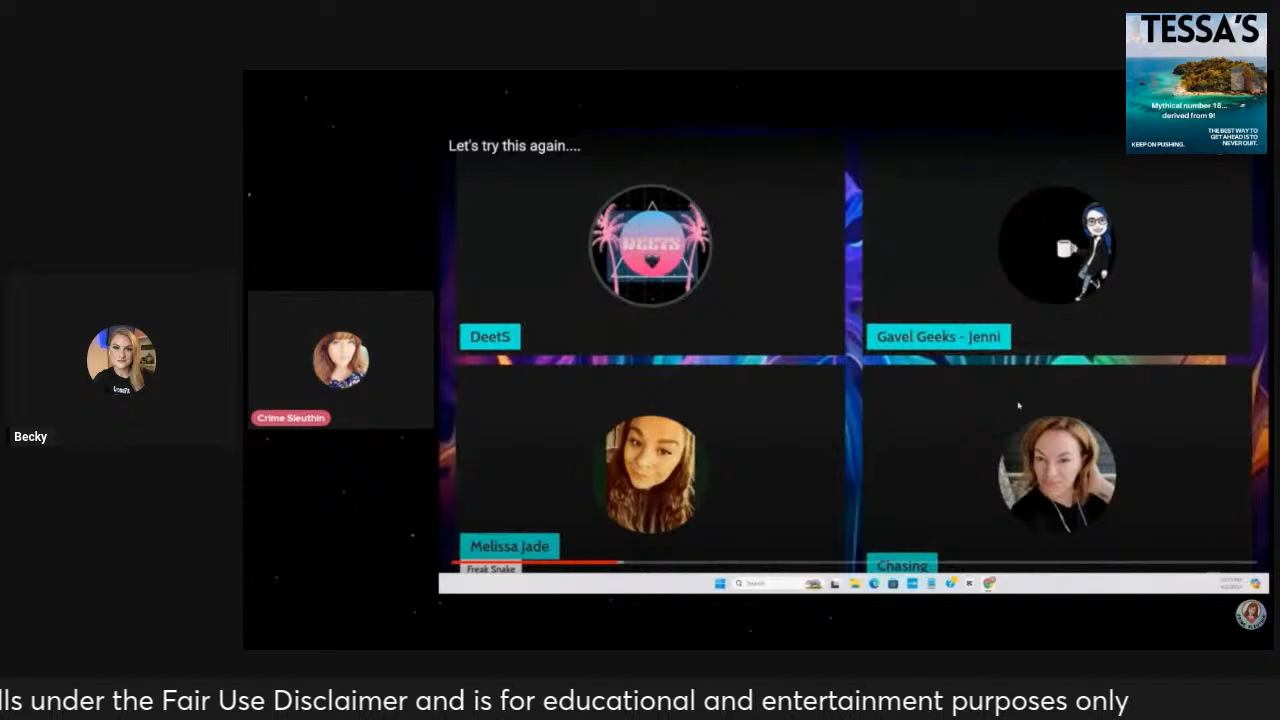 TESSA'S
Mythical number 18...
derived from 9!
THE BEST WAY TO
GET AHEAD IS TO
NEVER QUIT.
KEEP ON PUSHING.
Let's try this again....
DEETS
DeetS
Gavel Geeks - Jenni
Crime Sleuthin
Becky
Melissa Jade
Freak Snake
Chasing
Search
lls under the Fair Use Disclaimer and is for educational and entertainment purposes only